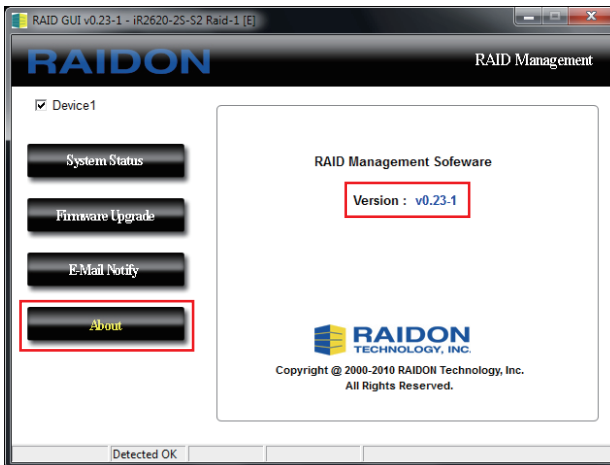 RAID GUI v0.23-1 - iR2620-2S-S2 Raid-1 [E]
RAIDON
RAID Management
Device1
System Status
Firmware Upgrade
E-Mail Notify
About
RAID Management Sofeware
Version : v0.23-1
RAIDON
TECHNOLOGY, INC.
Copyright @ 2000-2010 RAIDON Technology, Inc.
All Rights Reserved.
Detected OK